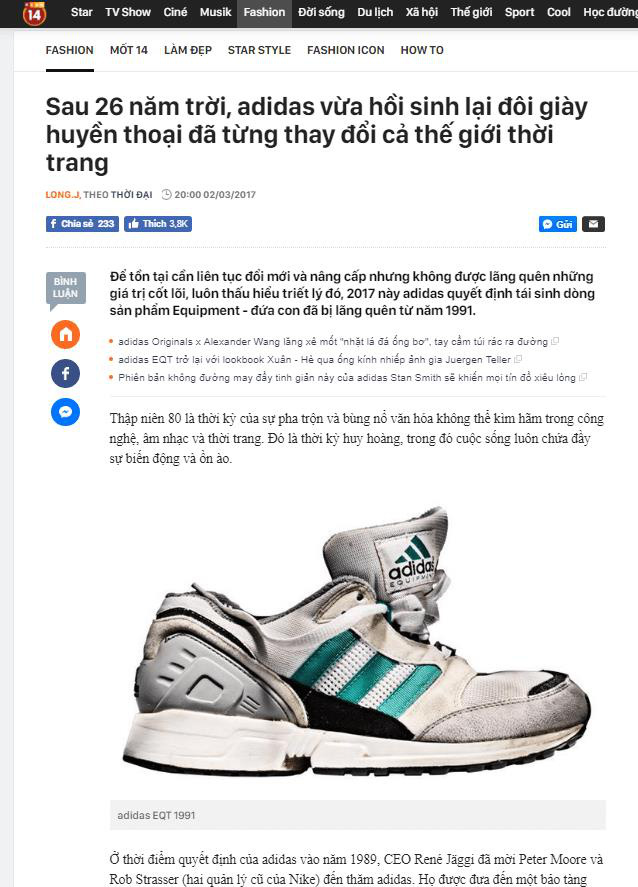 14
Star TV Show Ciné Musik Fashion Đời sống Du lịch Xã hội Thế giới Sport Cool Học đường
FASHION MỐT 14 LÀM ĐẸP STAR STYLE FASHION ICON HOW TO
Sau 26 năm trời, adidas vừa hồi sinh lại đôi giày
huyền thoại đã từng thay đổi cả thế giới thời
trang
LONG.J, THEO THỜI ĐẠI 20:00 02/03/2017
Chia sẻ 233 Thích 3,8K Gửi
BÌNH
LUẬN
Để tồn tại cần liên tục đổi mới và nâng cấp nhưng không được lãng quên những
giá trị cốt lõi, luôn thấu hiểu triết lý đó, 2017 này adidas quyết định tái sinh dòng
sản phẩm Equipment - đứa con đã bị lãng quên từ năm 1991.
adidas Originals x Alexander Wang lăng xê mốt "nhặt lá đá ống bơ", tay cầm túi rác ra đường
adidas EQT trở lại với lookbook Xuân - Hè qua ống kính nhiếp ảnh gia Juergen Teller
Phiên bản không đường may đầy tinh giản này của adidas Stan Smith sẽ khiến mọi tín đồ xiêu lòng
Thập niên 80 là thời kỳ của sự pha trộn và bùng nổ văn hóa không thể kìm hãm trong công
nghệ, âm nhạc và thời trang. Đó là thời kỳ huy hoàng, trong đó cuộc sống luôn chứa đầy
sự biến động và ồn ào.
adidas
EQUIPMENT
adidas EQT 1991
Ở thời điểm quyết định của adidas vào năm 1989, CEO René Jäggi đã mời Peter Moore và
Rob Strasser (hai quản lý cũ của Nike) đến thăm adidas. Họ được đưa đến một bảo tàng